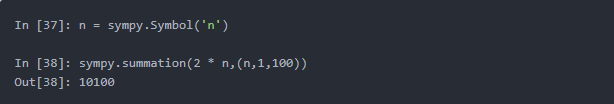 In [37]: n = sympy.Symbol('n')
In [38]: sympy.summation(2 * n,(n,1,100))
Out[38]: 10100